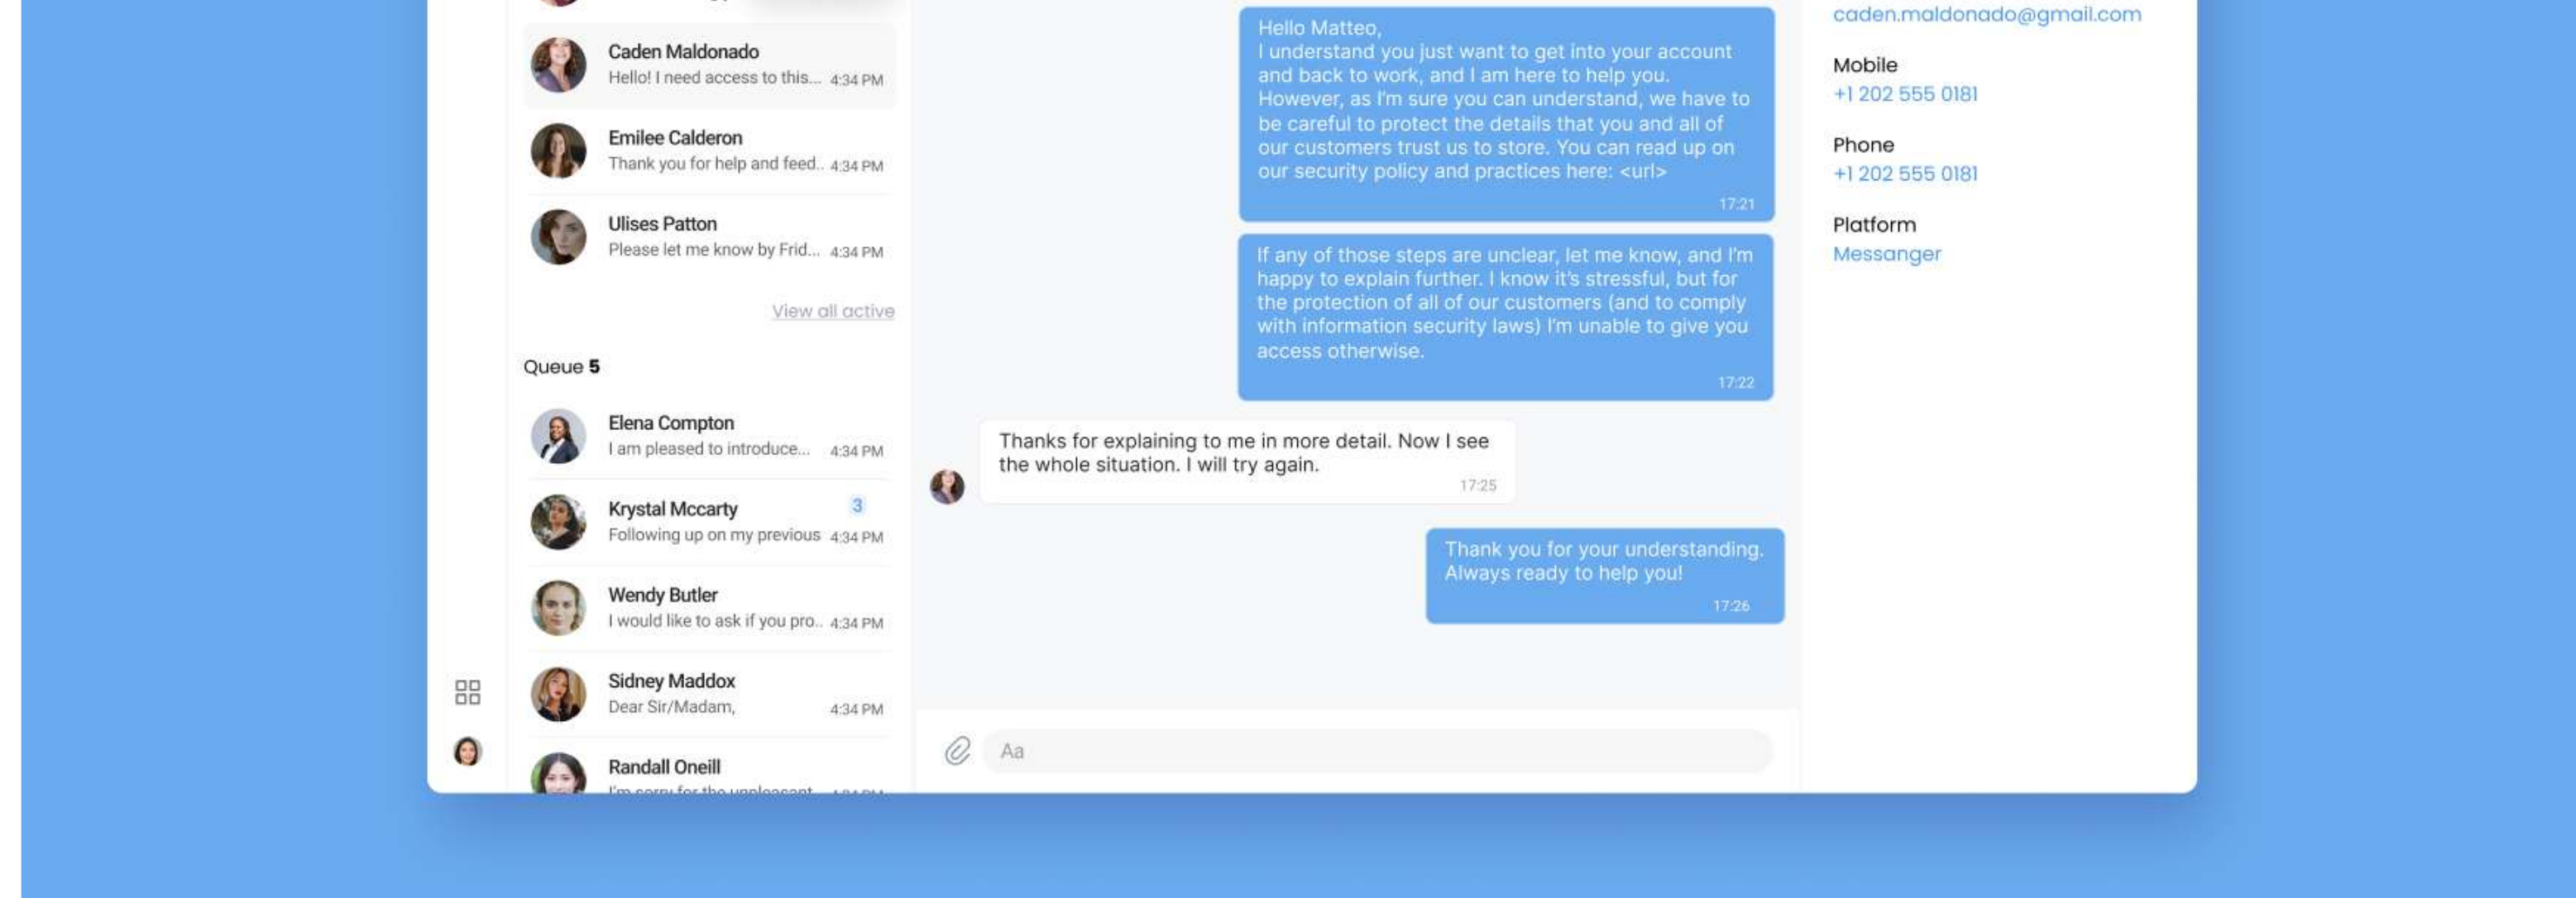 Caden Maldonado
Hello! I need access to this... 4:34 PM
Emilee Calderon
Thank you for help and feed.. 4:34 PM
Ulises Patton
Please let me know by Frid... 4:34 PM
View all active
Queue 5
Elena Compton
I am pleased to introduce... 4:34 PM
Krystal Mccarty 3
Following up on my previous 4:34 PM
Wendy Butler
I would like to ask if you pro.. 4:34 PM
Sidney Maddox
Dear Sir/Madam, 4:34 PM
Randall Oneill
I'm sorry for the unpleasant 4:34 PM
Hello Matteo,
I understand you just want to get into your account
and back to work, and I am here to help you.
However, as I'm sure you can understand, we have to
be careful to protect the details that you and all of
our customers trust us to store. You can read up on
our security policy and practices here: <url>
17:21
If any of those steps are unclear, let me know, and I'm
happy to explain further. I know it's stressful, but for
the protection of all of our customers (and to comply
with information security laws) I'm unable to give you
access otherwise.
17:22
Thanks for explaining to me in more detail. Now I see
the whole situation. I will try again.
17:25
Thank you for your understanding.
Always ready to help you!
17:26
Aa
caden.maldonado@gmail.com
Mobile
+1 202 555 0181
Phone
+1 202 555 0181
Platform
Messanger